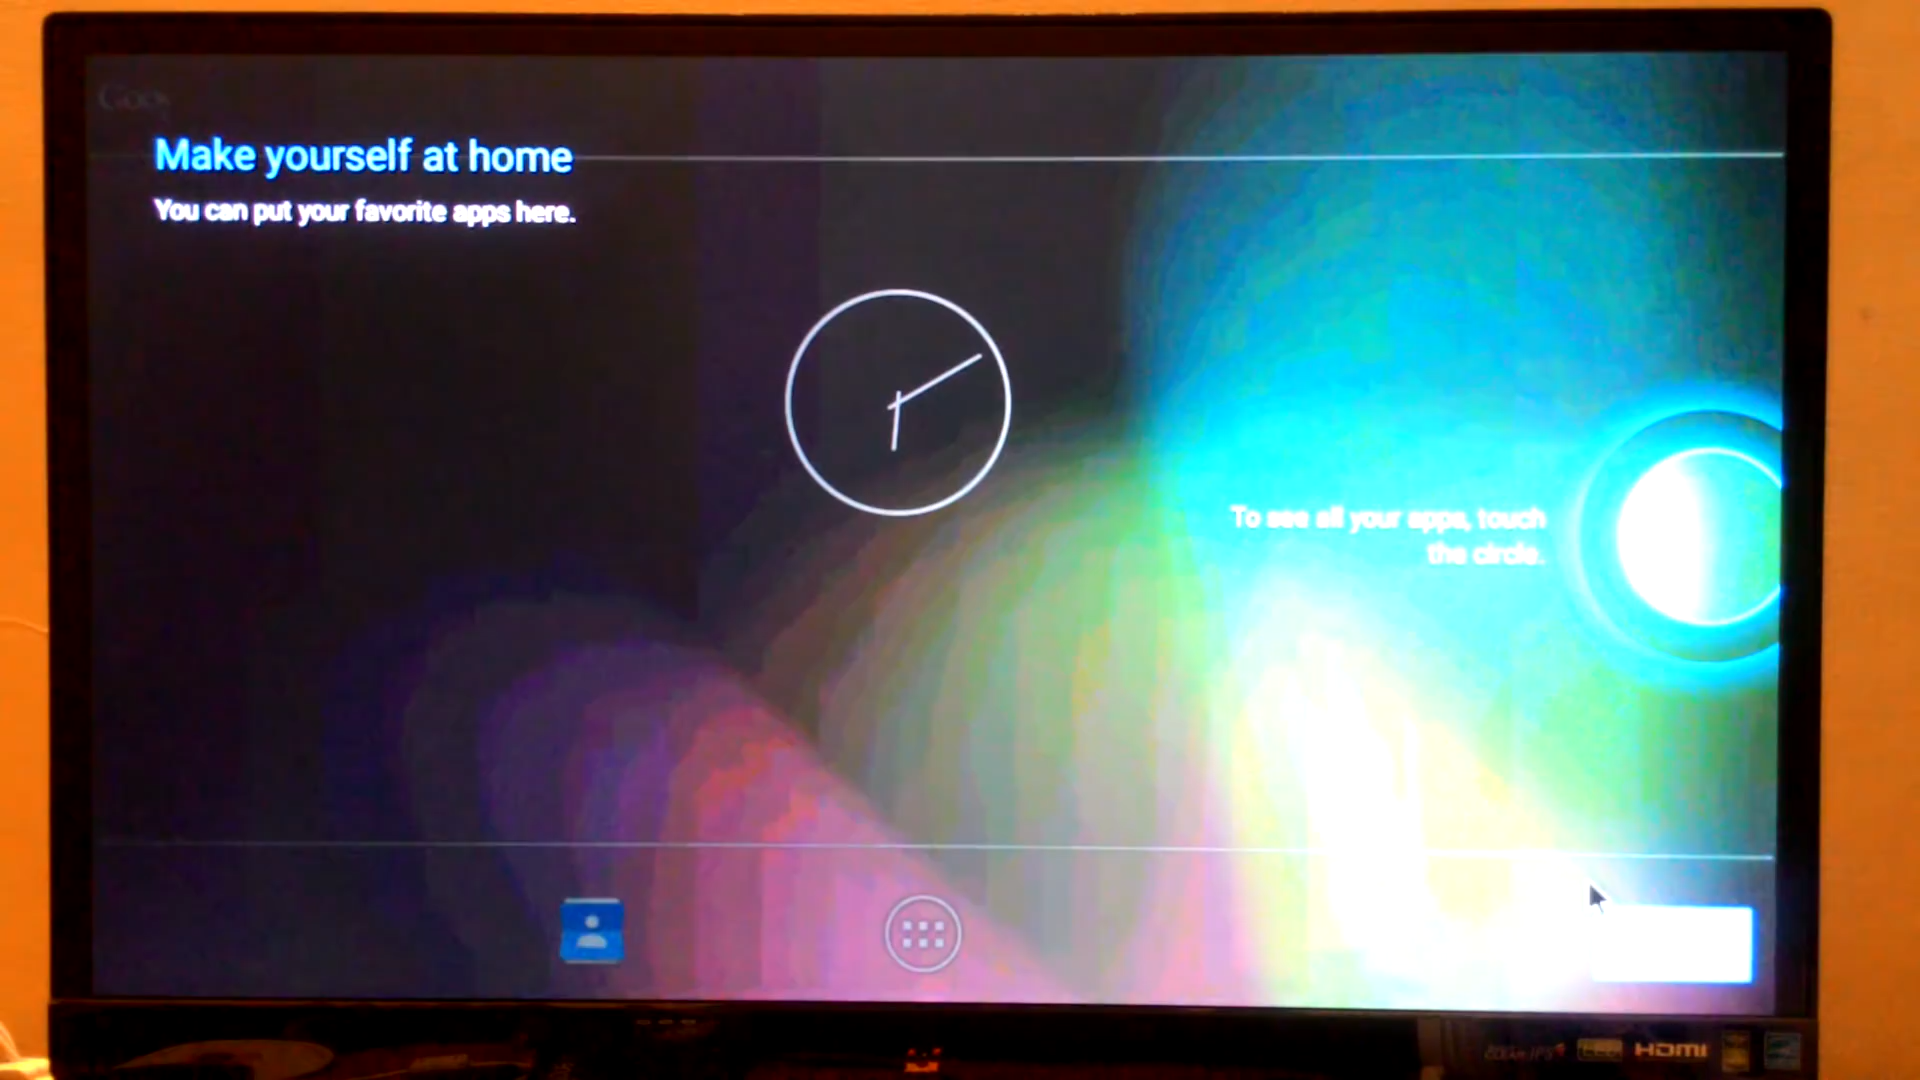 Make yourself at home
You can put your favorite apps here.
To see all your apps, touch
the circle.
HDMI